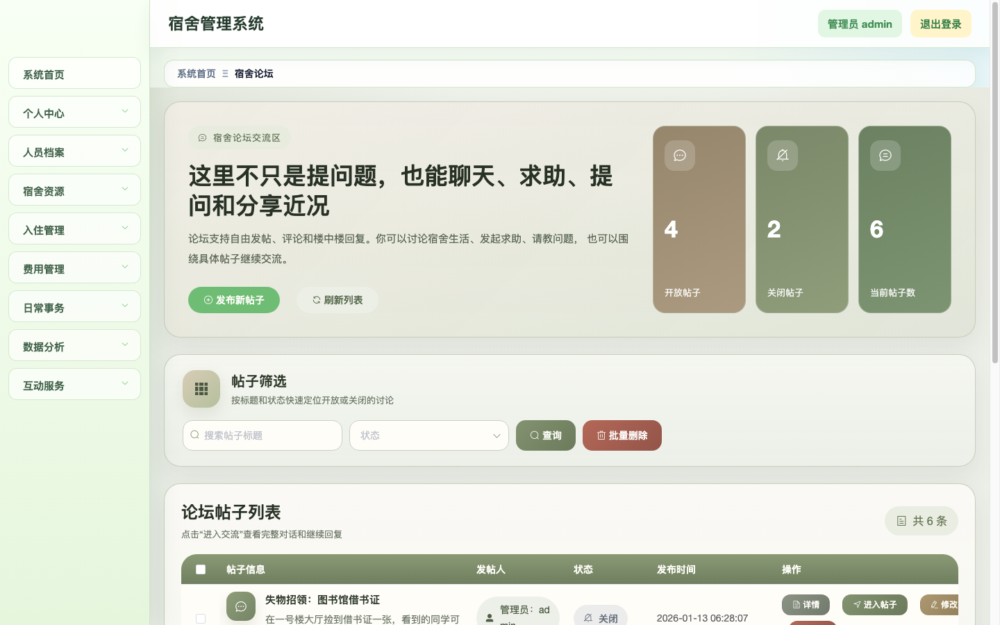 宿舍管理系统
管理员 admin
退出登录
系统首页
个人中心
人员档案
宿舍资源
入住管理
费用管理
日常事务
数据分析
互动服务
系统首页
宿舍论坛
宿舍论坛交流区
这里不只是提问题，也能聊天、求助、提
问和分享近况
论坛支持自由发帖、评论和楼中楼回复。你可以讨论宿舍生活、发起求助、请教问题， 也可以围
绕具体帖子继续交流。
发布新帖子
刷新列表
4
开放帖子
2
关闭帖子
6
当前帖子数
帖子筛选
按标题和状态快速定位开放或关闭的讨论
搜索帖子标题
状态
查询
批量删除
论坛帖子列表
点击“进入交流”查看完整对话和继续回复
共 6 条
帖子信息
发帖人
状态
发布时间
操作
失物招领：图书馆借书证
在一号楼大厅捡到借书证一张，看到的同学可
管理员：ad
min
关闭
2026-01-13 06:28:07
详情
进入帖子
修改